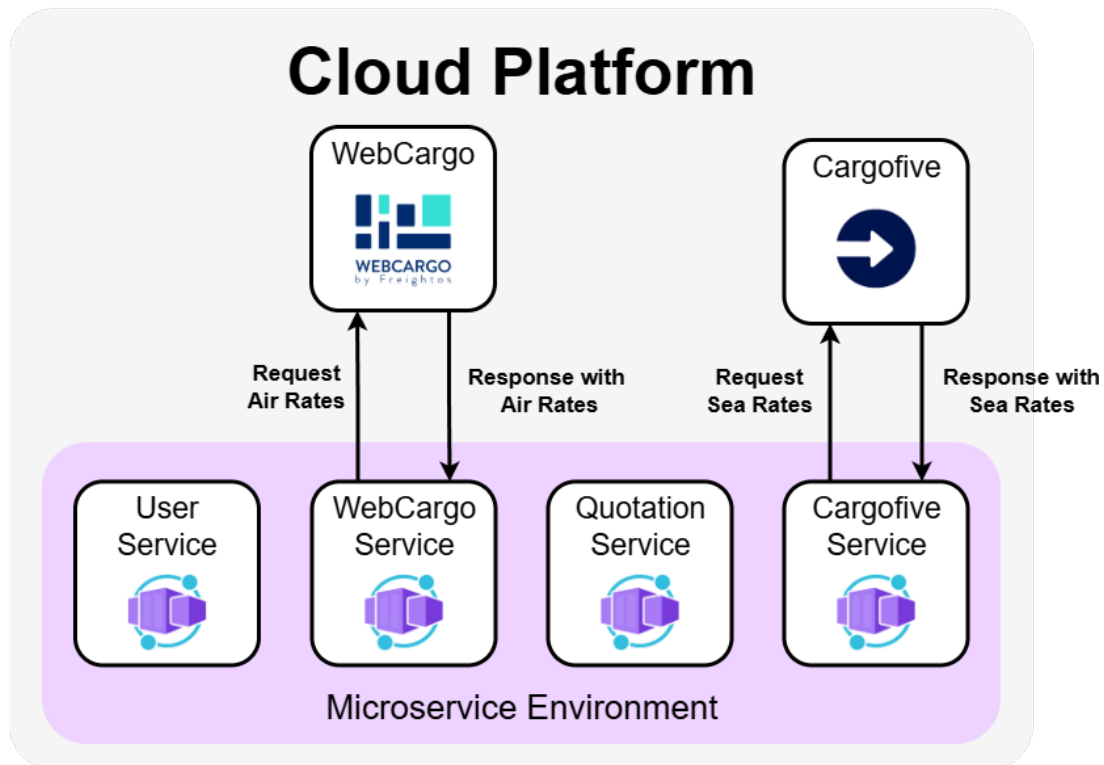 Cloud Platform
WebCargo
WEBCARGO
by Freightos
Cargofive
Request
Air Rates
Response with
Air Rates
Request
Sea Rates
Response with
Sea Rates
User
Service
WebCargo
Service
Quotation
Service
Cargofive
Service
Microservice Environment